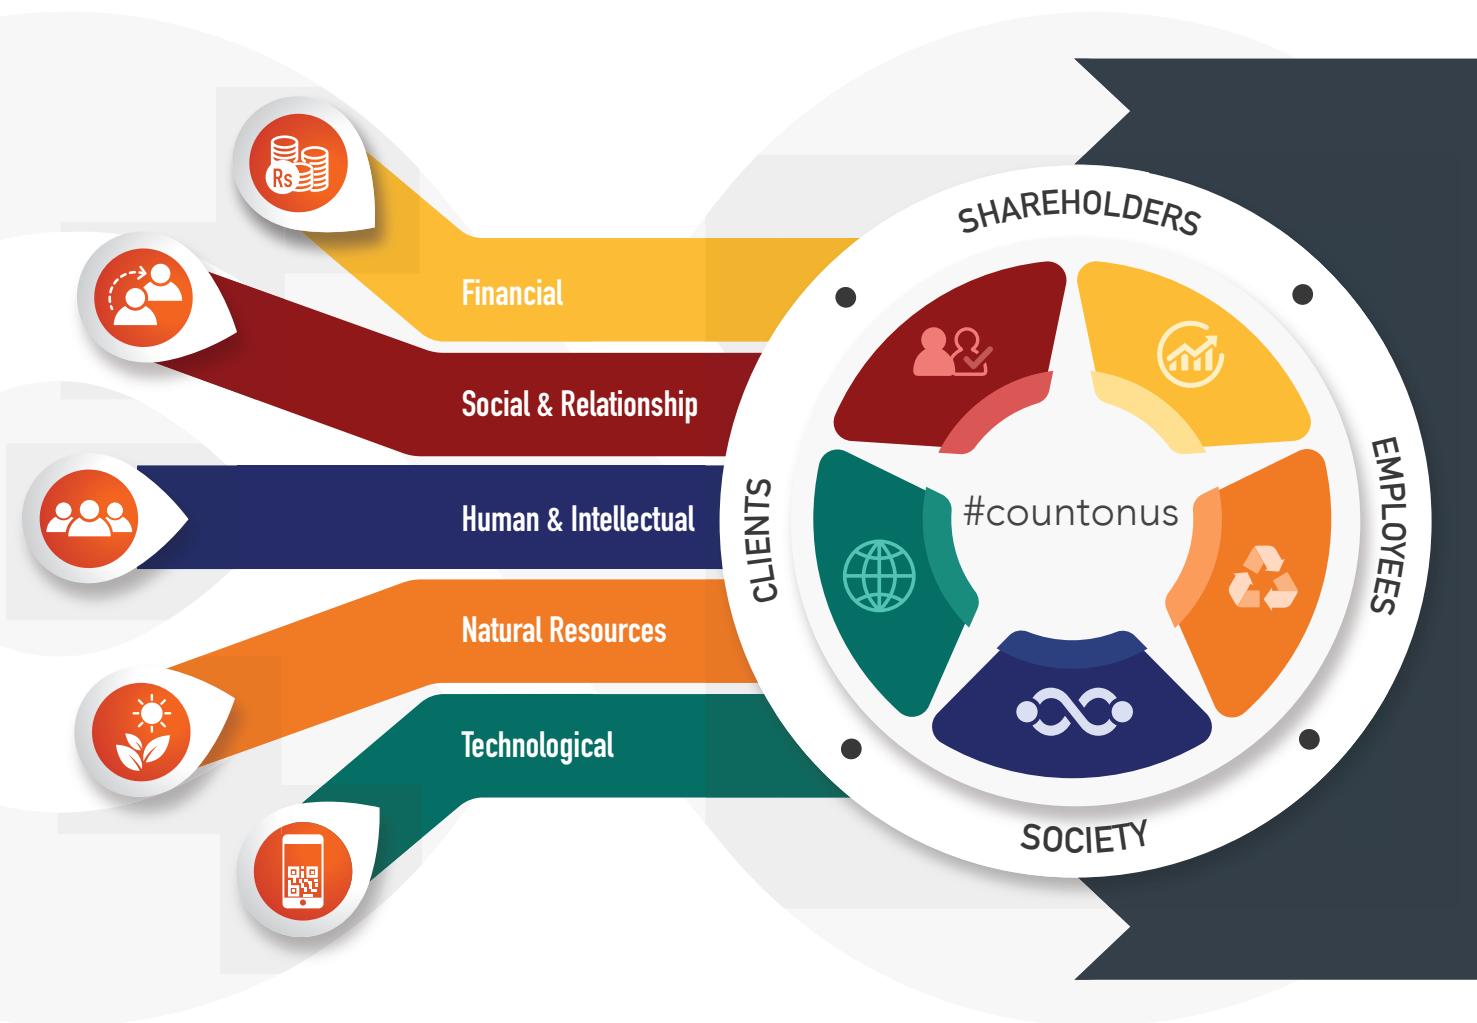 Rs
Financial
Social & Relationship
Human & Intellectual
Natural Resources
Technological
SHAREHOLDERS
CLIENTS
#countonus
EMPLOYEES
SOCIETY